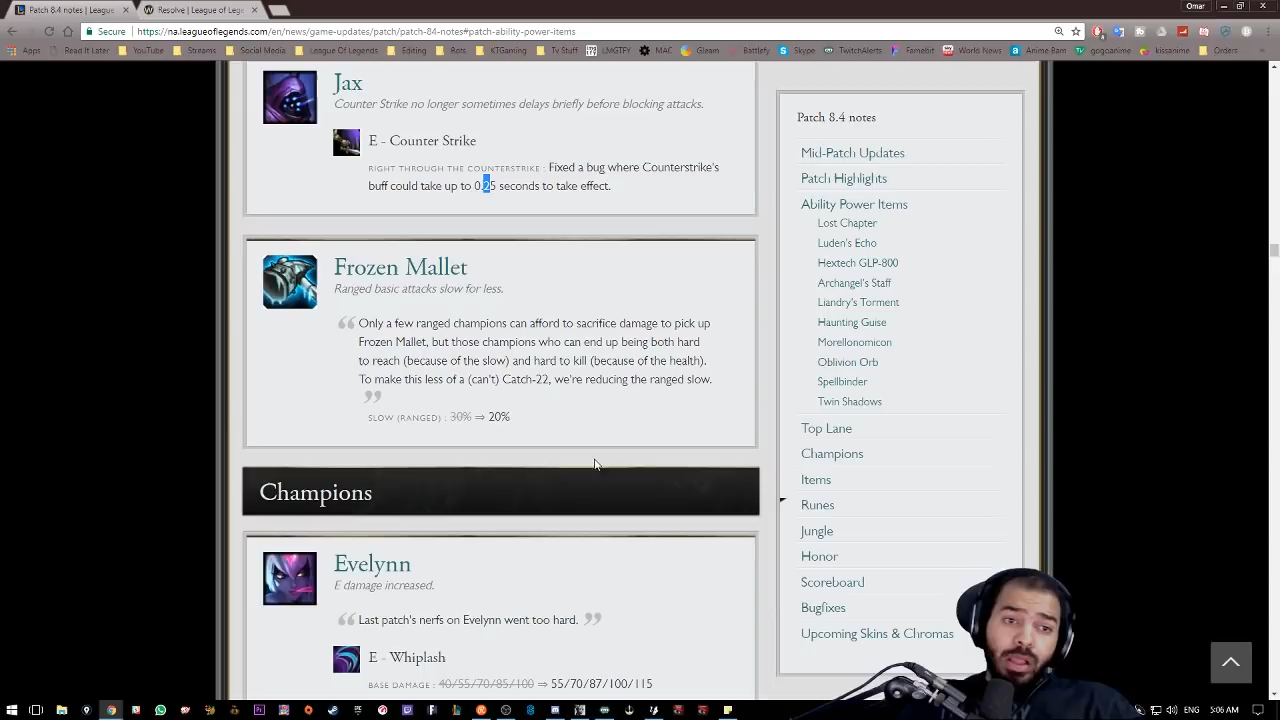 Patch 8.4 notes | League
Resolve | League of Lege
Omar
Secure
https://na.leagueoflegends.com/en/news/game-updates/patch/patch-84-notes#patch-ability-power-items
Apps
Read It Later
YouTube
Streams
Social Media
League Of Legends
Editing
Bots
KTGaming
Tv Stuff
LMGTFY
MAC
Gleam
Battlefy
Skype
TwitchAlerts
Famebit
World News
Anime Bam
gogoanime
kissanime
Orders
Jax
Counter Strike no longer sometimes delays briefly before blocking attacks.
E - Counter Strike
RIGHT THROUGH THE COUNTERSTRIKE : Fixed a bug where Counterstrike's
buff could take up to 0.25 seconds to take effect.
Frozen Mallet
Ranged basic attacks slow for less.
“ Only a few ranged champions can afford to sacrifice damage to pick up
Frozen Mallet, but those champions who can end up being both hard
to reach (because of the slow) and hard to kill (because of the health).
To make this less of a (can't) Catch-22, we're reducing the ranged slow.
”
SLOW (RANGED) : 30% ⇒ 20%
Champions
Evelynn
E damage increased.
“ Last patch's nerfs on Evelynn went too hard. ”
E - Whiplash
BASE DAMAGE : 40/55/70/85/100 ⇒ 55/70/87/100/115
Patch 8.4 notes
Mid-Patch Updates
Patch Highlights
Ability Power Items
Lost Chapter
Luden's Echo
Hextech GLP-800
Archangel's Staff
Liandry's Torment
Haunting Guise
Morellonomicon
Oblivion Orb
Spellbinder
Twin Shadows
Top Lane
Champions
Items
Runes
Jungle
Honor
Scoreboard
Bugfixes
Upcoming Skins & Chromas
ENG
5:06 AM